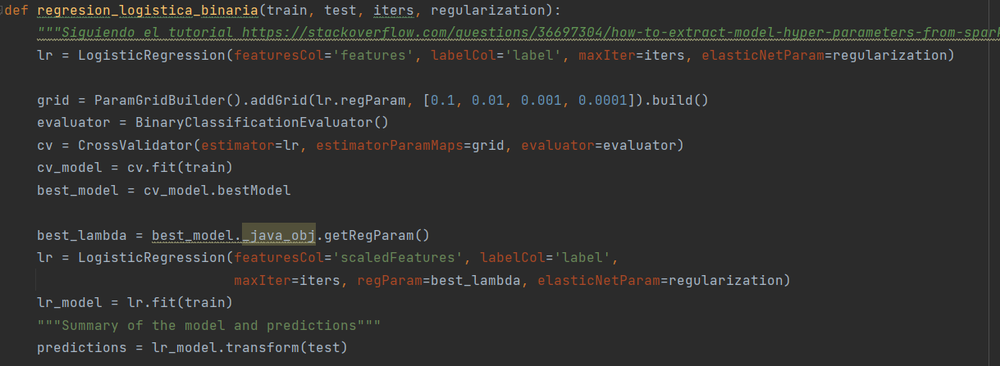 def regresion_logistica_binaria(train, test, iters, regularization):
"""Siguiendo el tutorial https://stackoverflow.com/questions/36697304/how-to-extract-model-hyper-parameters-from-spark
lr = LogisticRegression(featuresCol='features', labelCol='label', maxIter=iters, elasticNetParam=regularization)
grid = ParamGridBuilder().addGrid(lr.regParam, [0.1, 0.01, 0.001, 0.0001]).build()
evaluator = BinaryClassificationEvaluator()
cv = CrossValidator(estimator=lr, estimatorParamMaps=grid, evaluator=evaluator)
cv_model = cv.fit(train)
best_model = cv_model.bestModel
best_lambda = best_model._java_obj.getRegParam()
lr = LogisticRegression(featuresCol='scaledFeatures', labelCol='label',
maxIter=iters, regParam=best_lambda, elasticNetParam=regularization)
lr_model = lr.fit(train)
"""Summary of the model and predictions"""
predictions = lr_model.transform(test)